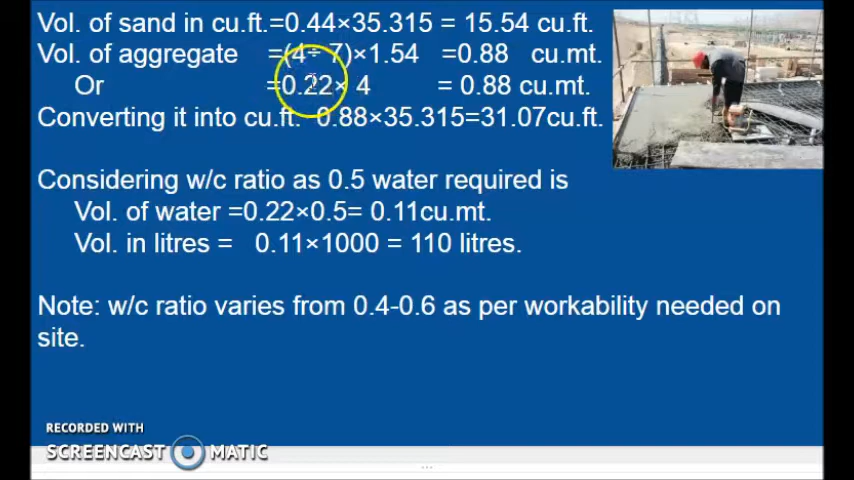 Vol. of sand in cu.ft.=0.44×35.315 = 15.54 cu.ft.
Vol. of aggregate =(4÷ 7)×1.54 =0.88 cu.mt.
Or =0.22× 4 = 0.88 cu.mt.
Converting it into cu.ft. 0.88×35.315=31.07cu.ft.
Considering w/c ratio as 0.5 water required is
Vol. of water =0.22×0.5= 0.11cu.mt.
Vol. in litres = 0.11×1000 = 110 litres.
Note: w/c ratio varies from 0.4-0.6 as per workability needed on
site.
RECORDED WITH
SCREENCAST MATIC